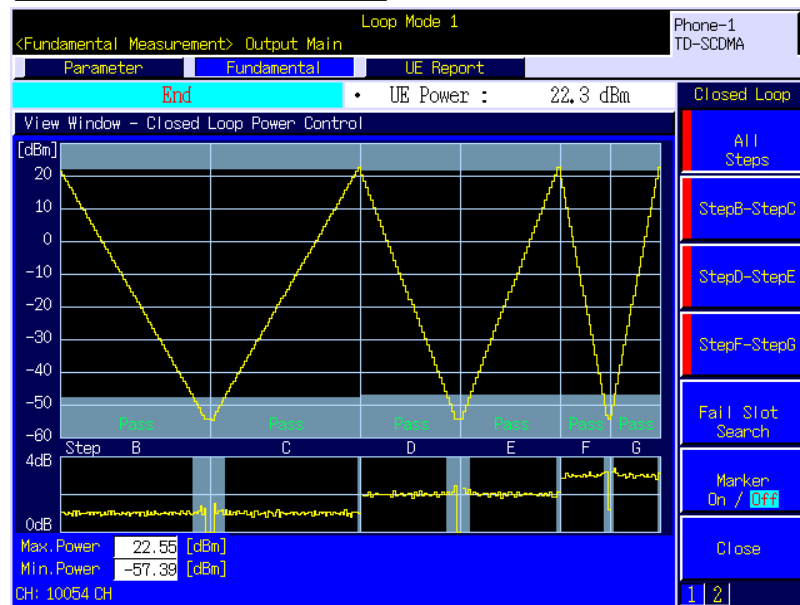 Loop Mode 1
Phone-1
<Fundamental Measurement> Output Main
TD-SCDMA
Parameter Fundamental UE Report
End • UE Power : 22.3 dBm
Closed Loop
View Window - Closed Loop Power Control
[dBm]
20
10
0
-10
-20
-30
-40
-50
-60
Pass Pass Pass Pass Pass Pass
Step B C D E F G
4dB
0dB
Max.Power 22.55 [dBm]
Min.Power -57.39 [dBm]
CH: 10054 CH
All
Steps
StepB-StepC
StepD-StepE
StepF-StepG
Fail Slot
Search
Marker
On / Off
Close
1 2